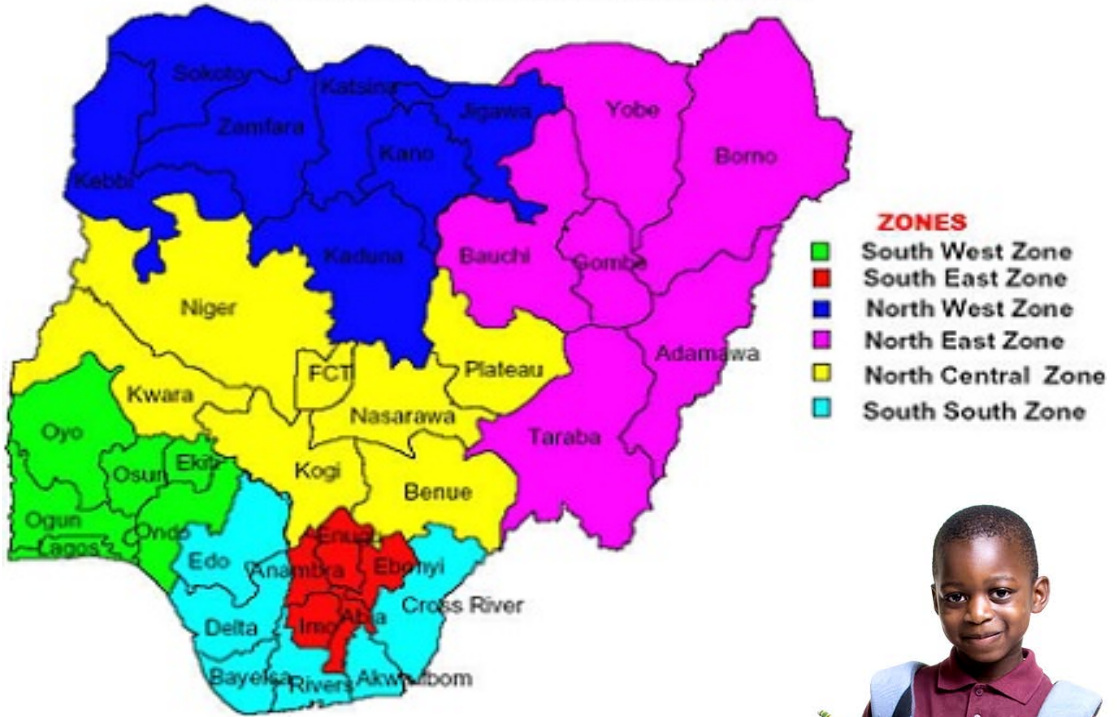 Sokoto
Katsina
Jigawa
Yobe
Zamfara
Kano
Borno
Kebbi
Kaduna
Bauchi
Gombe
Niger
Adamawa
FCT
Plateau
Kwara
Nasarawa
Oyo
Taraba
Osun
Ekiti
Kogi
Benue
Ogun
Lagos
Ondo
Enugu
Edo
Anambra
Ebonyi
Cross River
Imo
Abia
Delta
Bayelsa
Rivers
Akwa Ibom
ZONES
South West Zone
South East Zone
North West Zone
North East Zone
North Central Zone
South South Zone